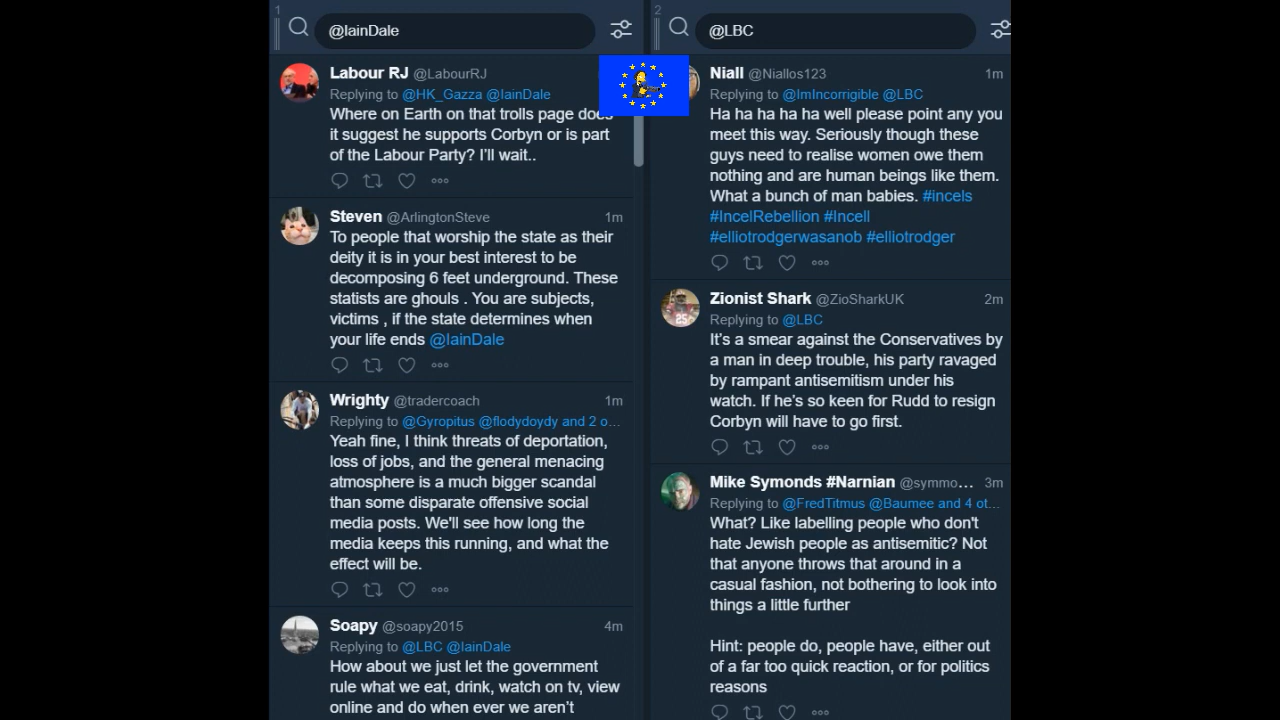 1
@IainDale
Labour RJ @LabourRJ
Replying to @HK_Gazza @IainDale
Where on Earth on that trolls page does
it suggest he supports Corbyn or is part
of the Labour Party? I’ll wait..
Steven @ArlingtonSteve 1m
To people that worship the state as their
deity it is in your best interest to be
decomposing 6 feet underground. These
statists are ghouls . You are subjects,
victims , if the state determines when
your life ends @IainDale
Wrighty @tradercoach 1m
Replying to @Gyropitus @flodydoydy and 2 o...
Yeah fine, I think threats of deportation,
loss of jobs, and the general menacing
atmosphere is a much bigger scandal
than some disparate offensive social
media posts. We'll see how long the
media keeps this running, and what the
effect will be.
Soapy @soapy2015 4m
Replying to @LBC @IainDale
How about we just let the government
rule what we eat, drink, watch on tv, view
online and do when ever we aren’t
2
@LBC
Niall @Niallos123 1m
Replying to @ImIncorrigible @LBC
Ha ha ha ha ha well please point any you
meet this way. Seriously though these
guys need to realise women owe them
nothing and are human beings like them.
What a bunch of man babies. #incels
#IncelRebellion #Incell
#elliotrodgerwasanob #elliotrodger
Zionist Shark @ZioSharkUK 2m
Replying to @LBC
It’s a smear against the Conservatives by
a man in deep trouble, his party ravaged
by rampant antisemitism under his
watch. If he’s so keen for Rudd to resign
Corbyn will have to go first.
25
Mike Symonds #Narnian @symmo... 3m
Replying to @FredTitmus @Baumee and 4 ot...
What? Like labelling people who don't
hate Jewish people as antisemitic? Not
that anyone throws that around in a
casual fashion, not bothering to look into
things a little further
Hint: people do, people have, either out
of a far too quick reaction, or for politics
reasons